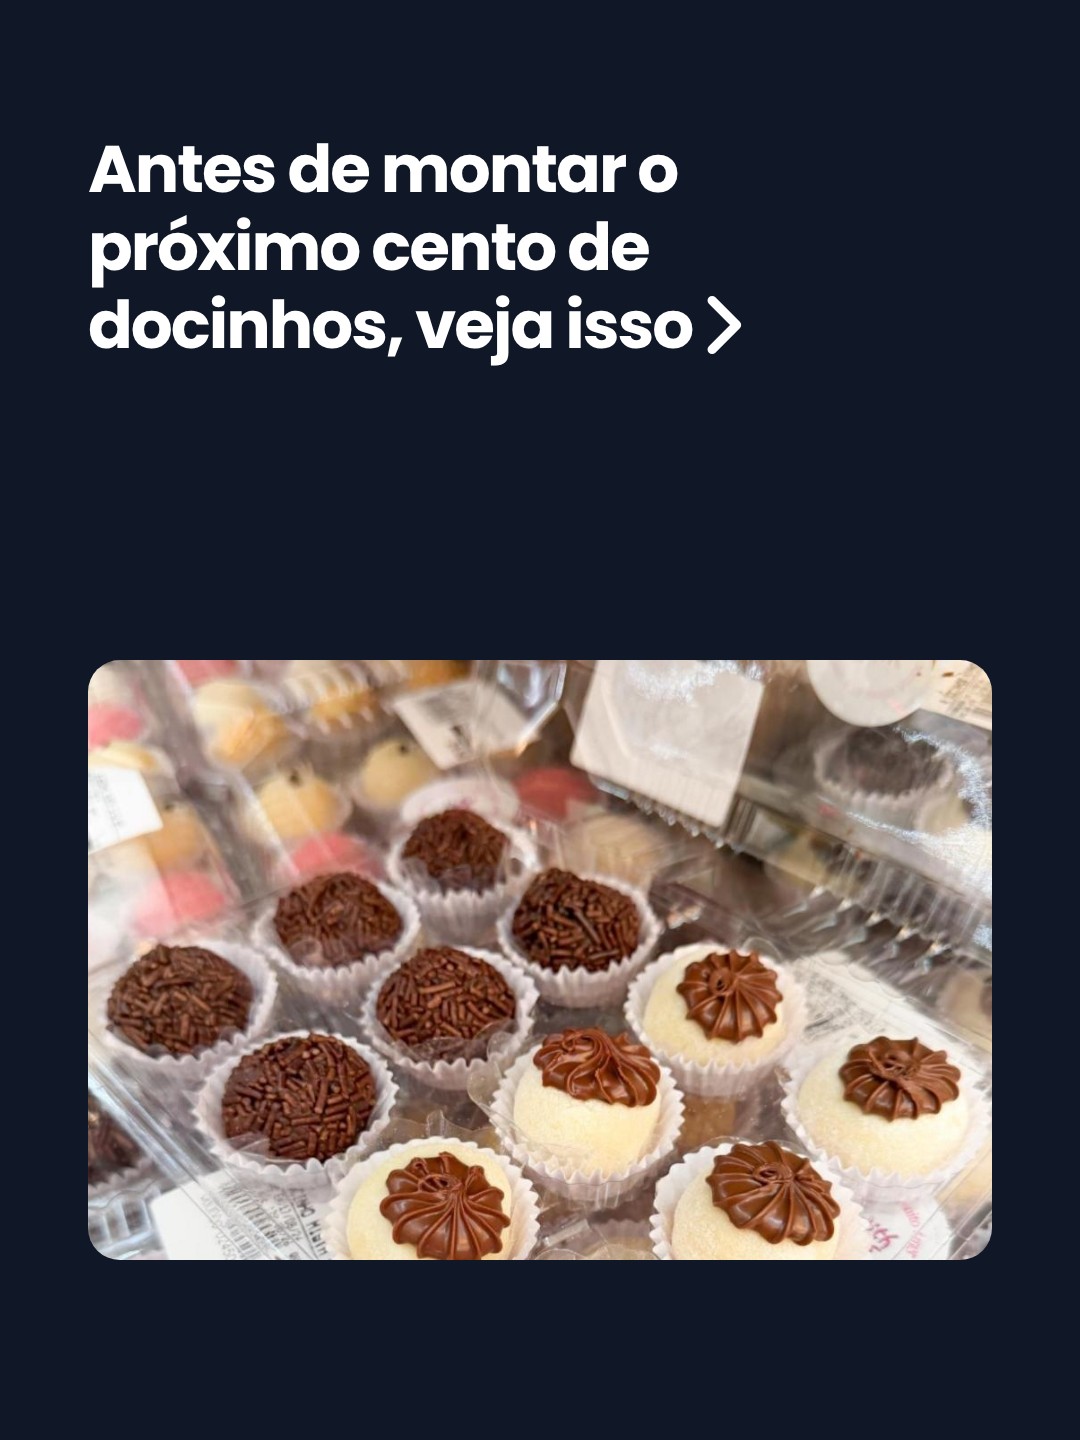 Antes de montar o
próximo cento de
docinhos, veja isso >